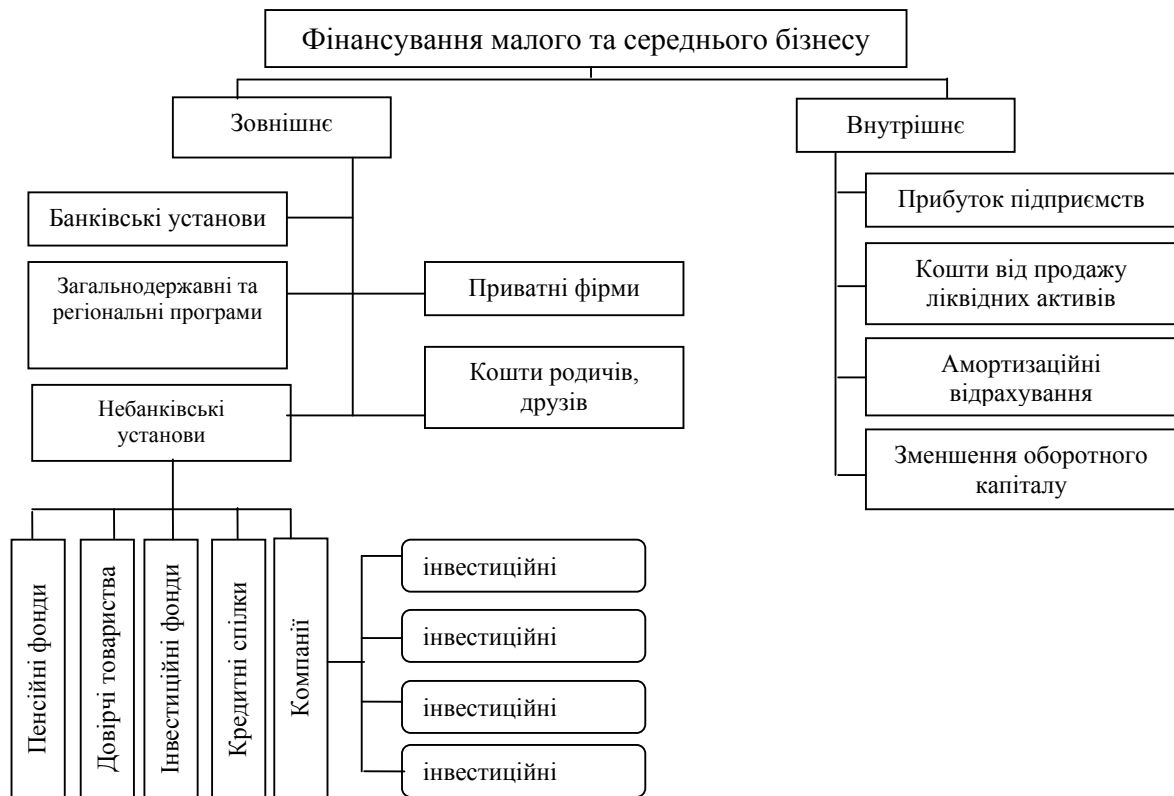 Фінансування малого та середнього бізнесу
Зовнішнє
Внутрішнє
Банківські установи
Загальнодержавні та
регіональні програми
Небанківські
установи
Приватні фірми
Кошти родичів,
друзів
Прибуток підприємств
Кошти від продажу
ліквідних активів
Амортизаційні
відрахування
Зменшення оборотного
капіталу
Пенсійні фонди
Довірчі товариства
Інвестиційні фонди
Кредитні спілки
Компанії
інвестиційні
інвестиційні
інвестиційні
інвестиційні